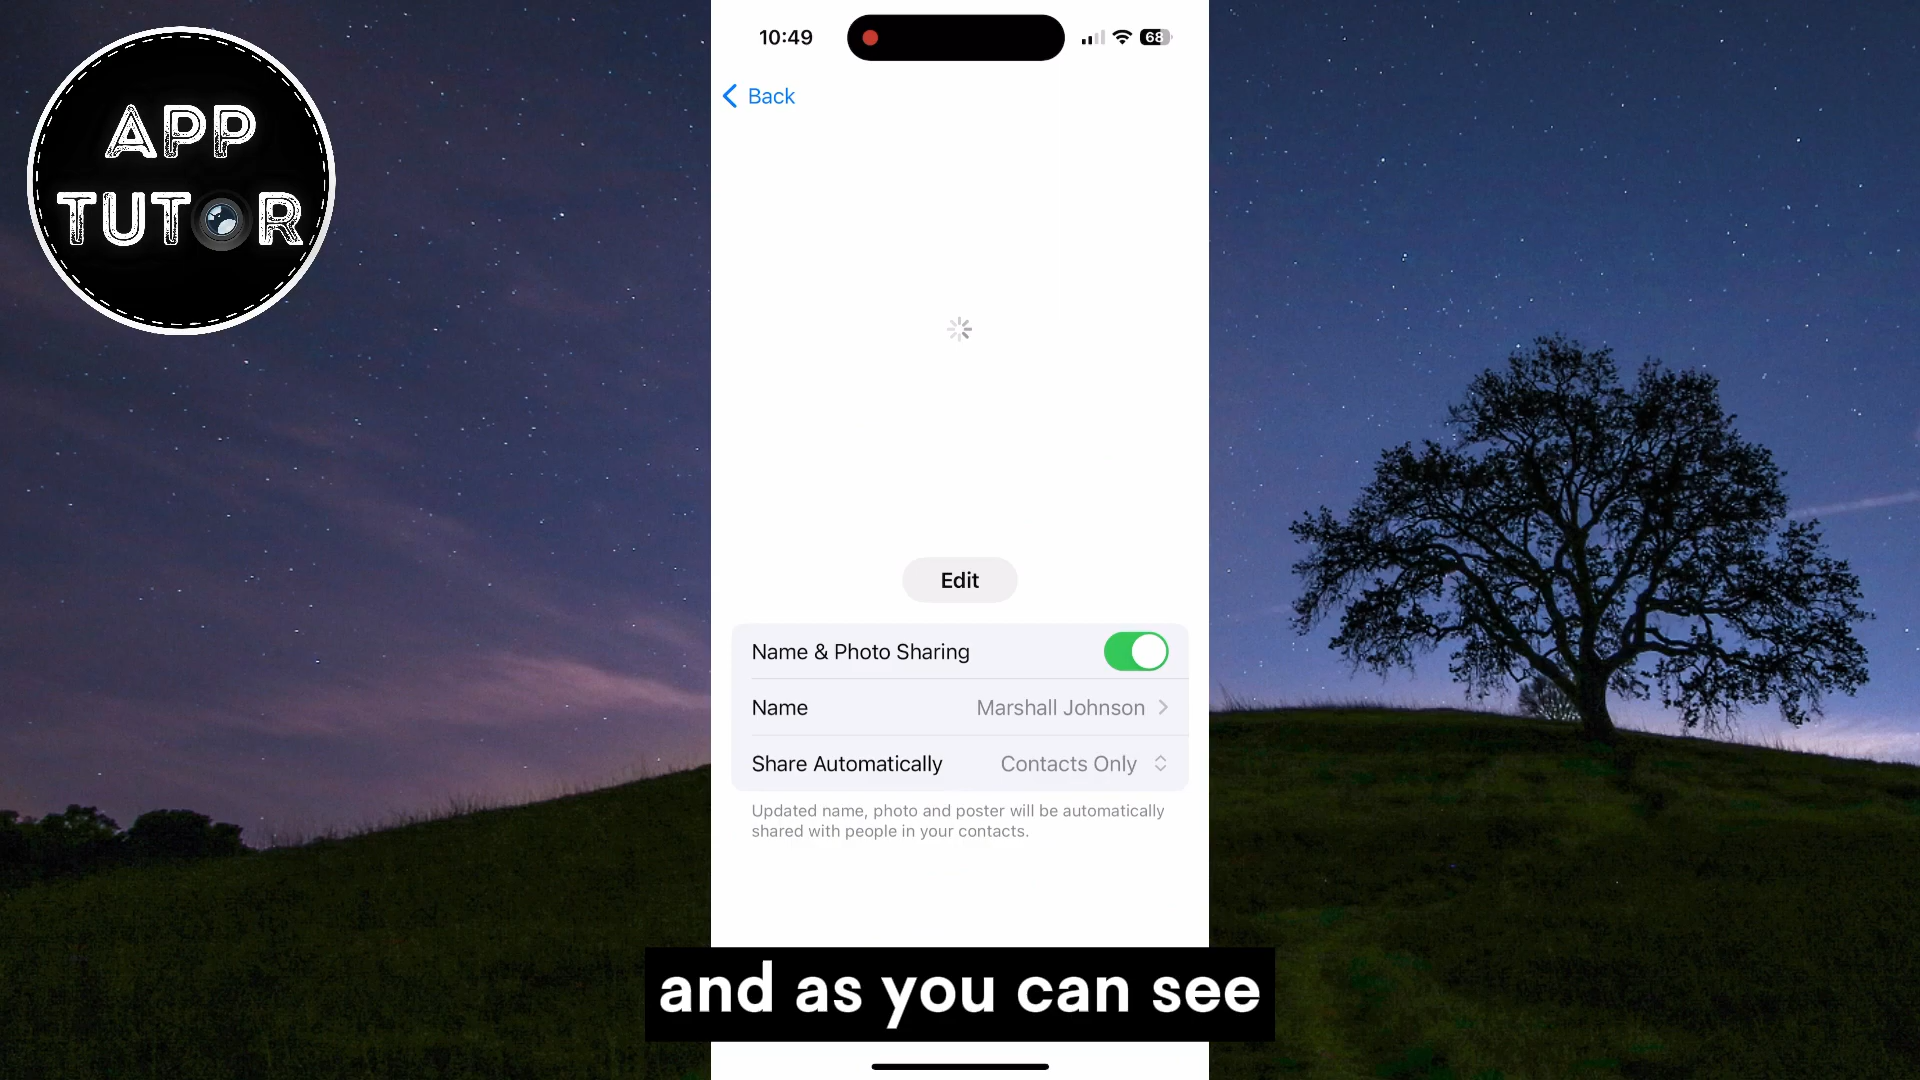 APP
TUTOR
10:49
68
Back
Edit
Name & Photo Sharing
Name Marshall Johnson
Share Automatically Contacts Only
Updated name, photo and poster will be automatically
shared with people in your contacts.
and as you can see